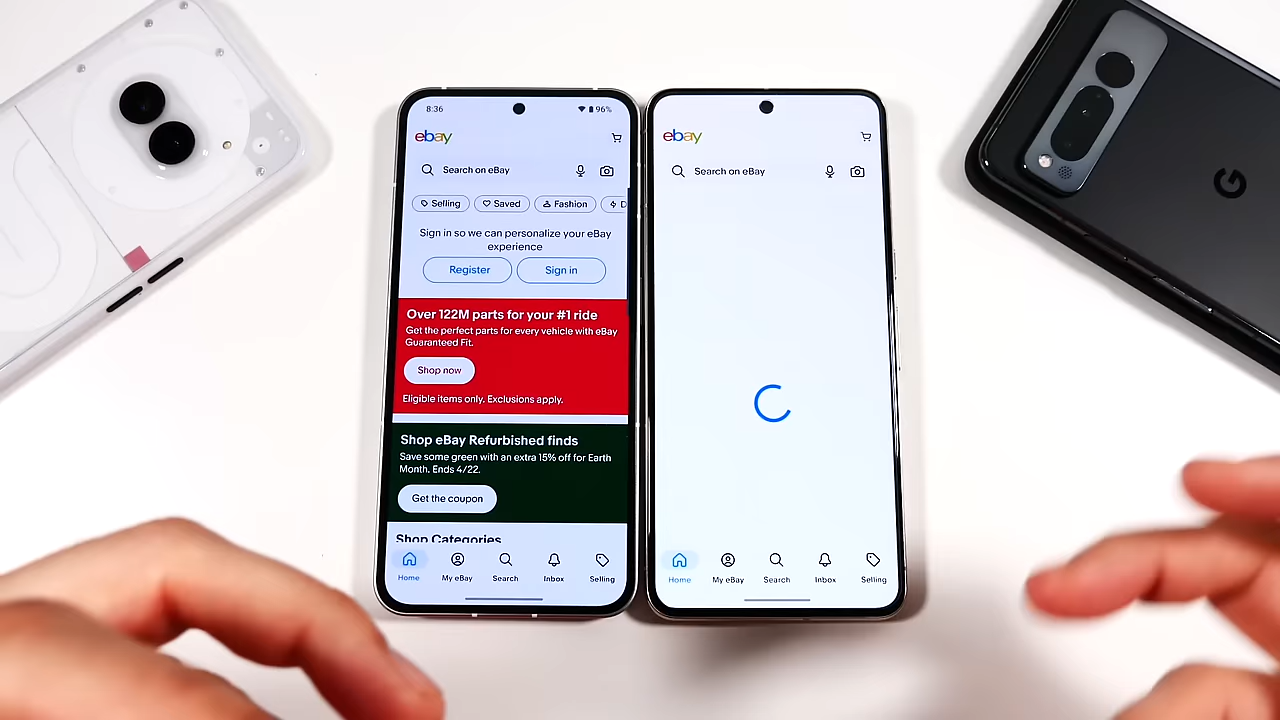 8:36
96%
ebay
Search on eBay
Selling
Saved
Fashion
D
Sign in so we can personalize your eBay
experience
Register
Sign in
Over 122M parts for your #1 ride
Get the perfect parts for every vehicle with eBay
Guaranteed Fit.
Shop now
Eligible items only. Exclusions apply.
Shop eBay Refurbished finds
Save some green with an extra 15% off for Earth
Month. Ends 4/22.
Get the coupon
Shop Categories
Home
My eBay
Search
Inbox
Selling
ebay
Search on eBay
Home
My eBay
Search
Inbox
Selling
G